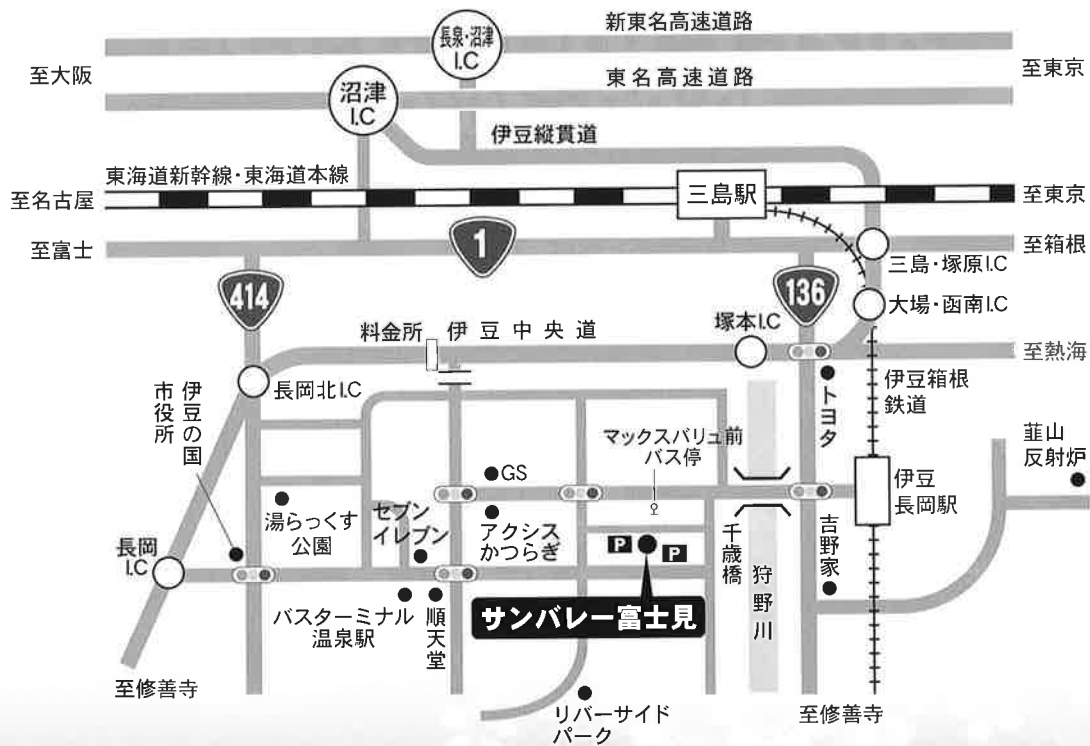 新東名高速道路
長泉・沼津
I.C
至大阪
至東京
東名高速道路
沼津
I.C
伊豆縦貫道
東海道新幹線・東海道本線
至名古屋
三島駅
至東京
至富士
1
至箱根
三島・塚原I.C
414
136
大場・函南I.C
料金所
伊豆中央道
塚本I.C
至熱海
長岡北I.C
伊豆の国
市役所
トヨタ
伊豆箱根
鉄道
マックスバリュ前
バス停
韮山
反射炉
GS
伊豆
長岡駅
湯らっくす
公園
セブン
イレブン
アクシス
かつらぎ
長岡
I.C
P
P
千歳橋
狩野川
吉野家
バスターミナル
温泉駅
順天堂
サンバレー富士見
至修善寺
リバーサイド
パーク
至修善寺